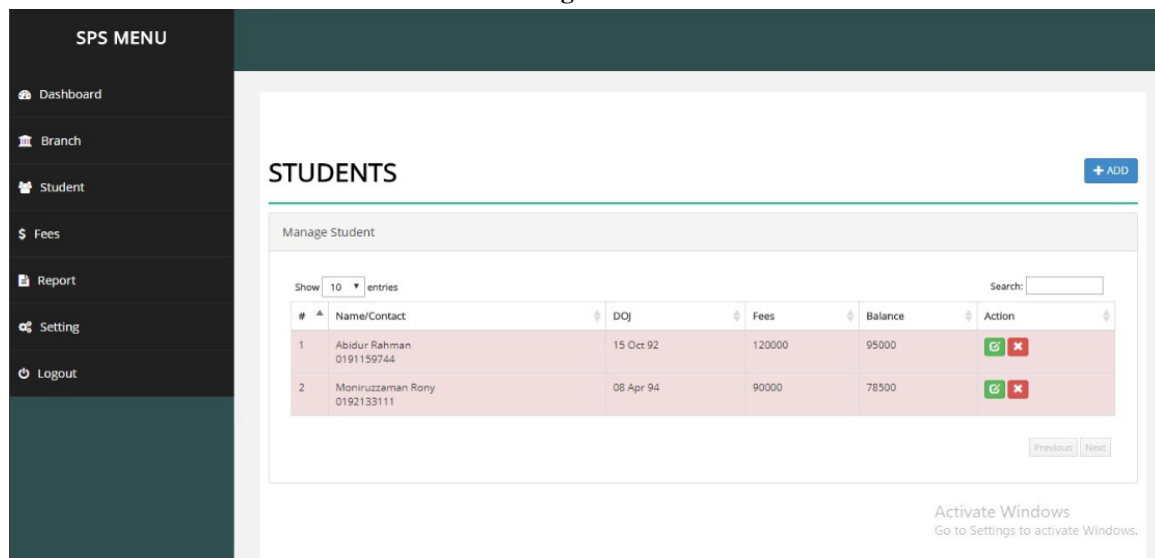 SPS MENU
Dashboard
Branch
Student
$ Fees
Report
Setting
Logout
STUDENTS
+ ADD
Manage Student
Show 10 entries
Search:
# Name/Contact DOJ Fees Balance Action
1 Abidur Rahman 15 Oct 92 120000 95000
0191159744
2 Moniruzzaman Rony 08 Apr 94 90000 78500
0192133111
Previous Next
Activate Windows
Go to Settings to activate Windows.